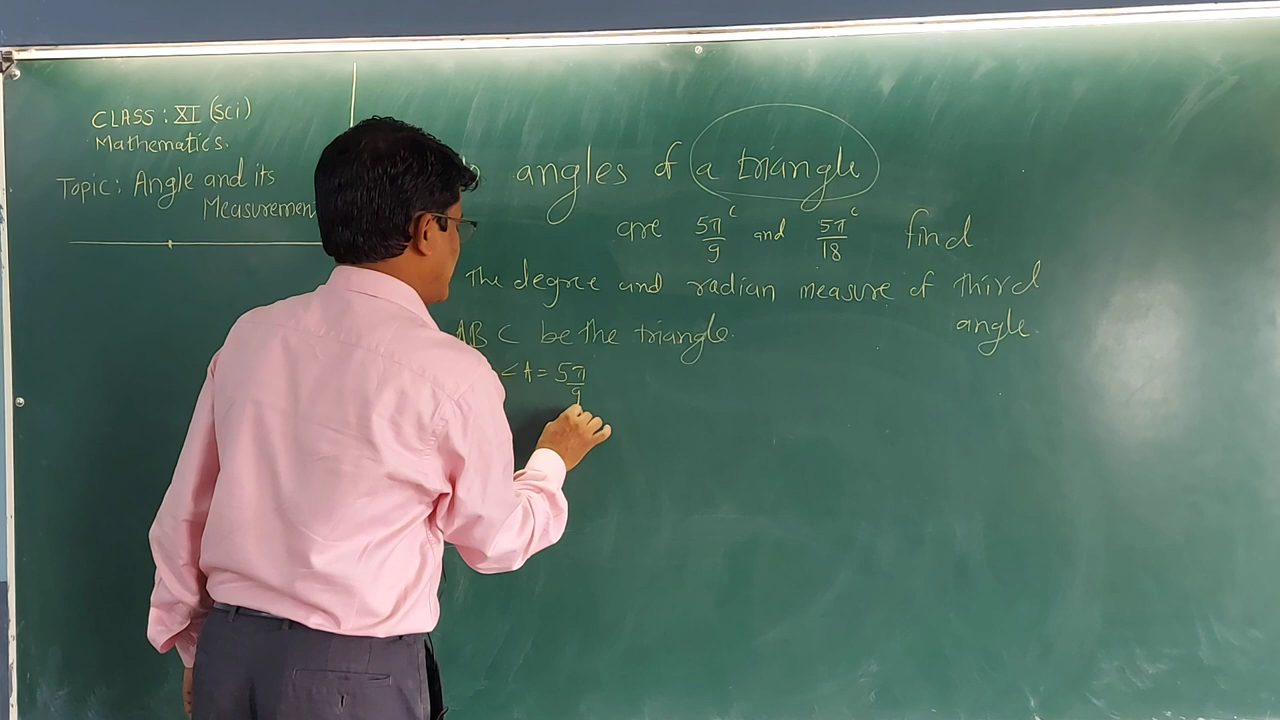 CLASS : XI (Sci)
Mathematics.
Topic : Angle and its
Measuremen
angles of a triangle
are 5π/9 ᶜ and 5π/18 ᶜ find
The degree and radian measure of third
angle.
ABC be the triangle.
∠A = 5π/9